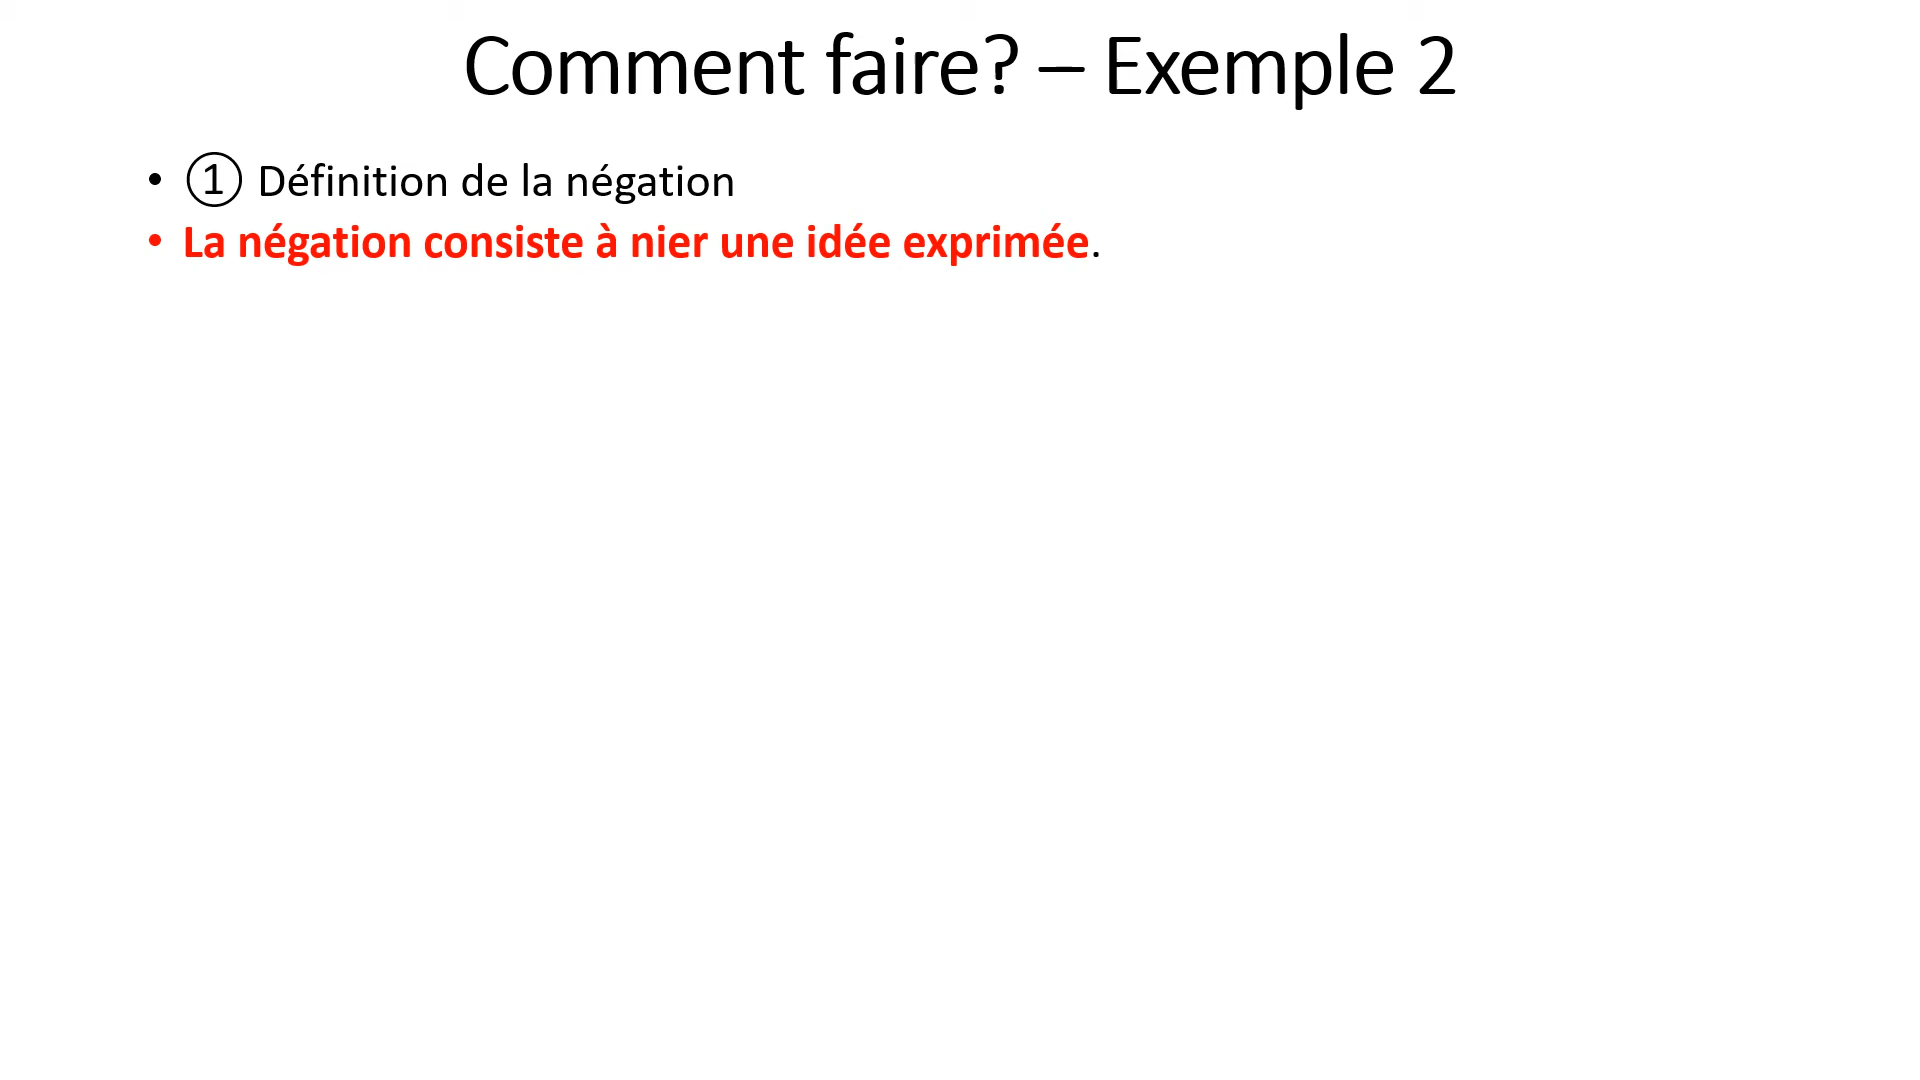 Comment faire? – Exemple 2
• ① Définition de la négation
• La négation consiste à nier une idée exprimée.